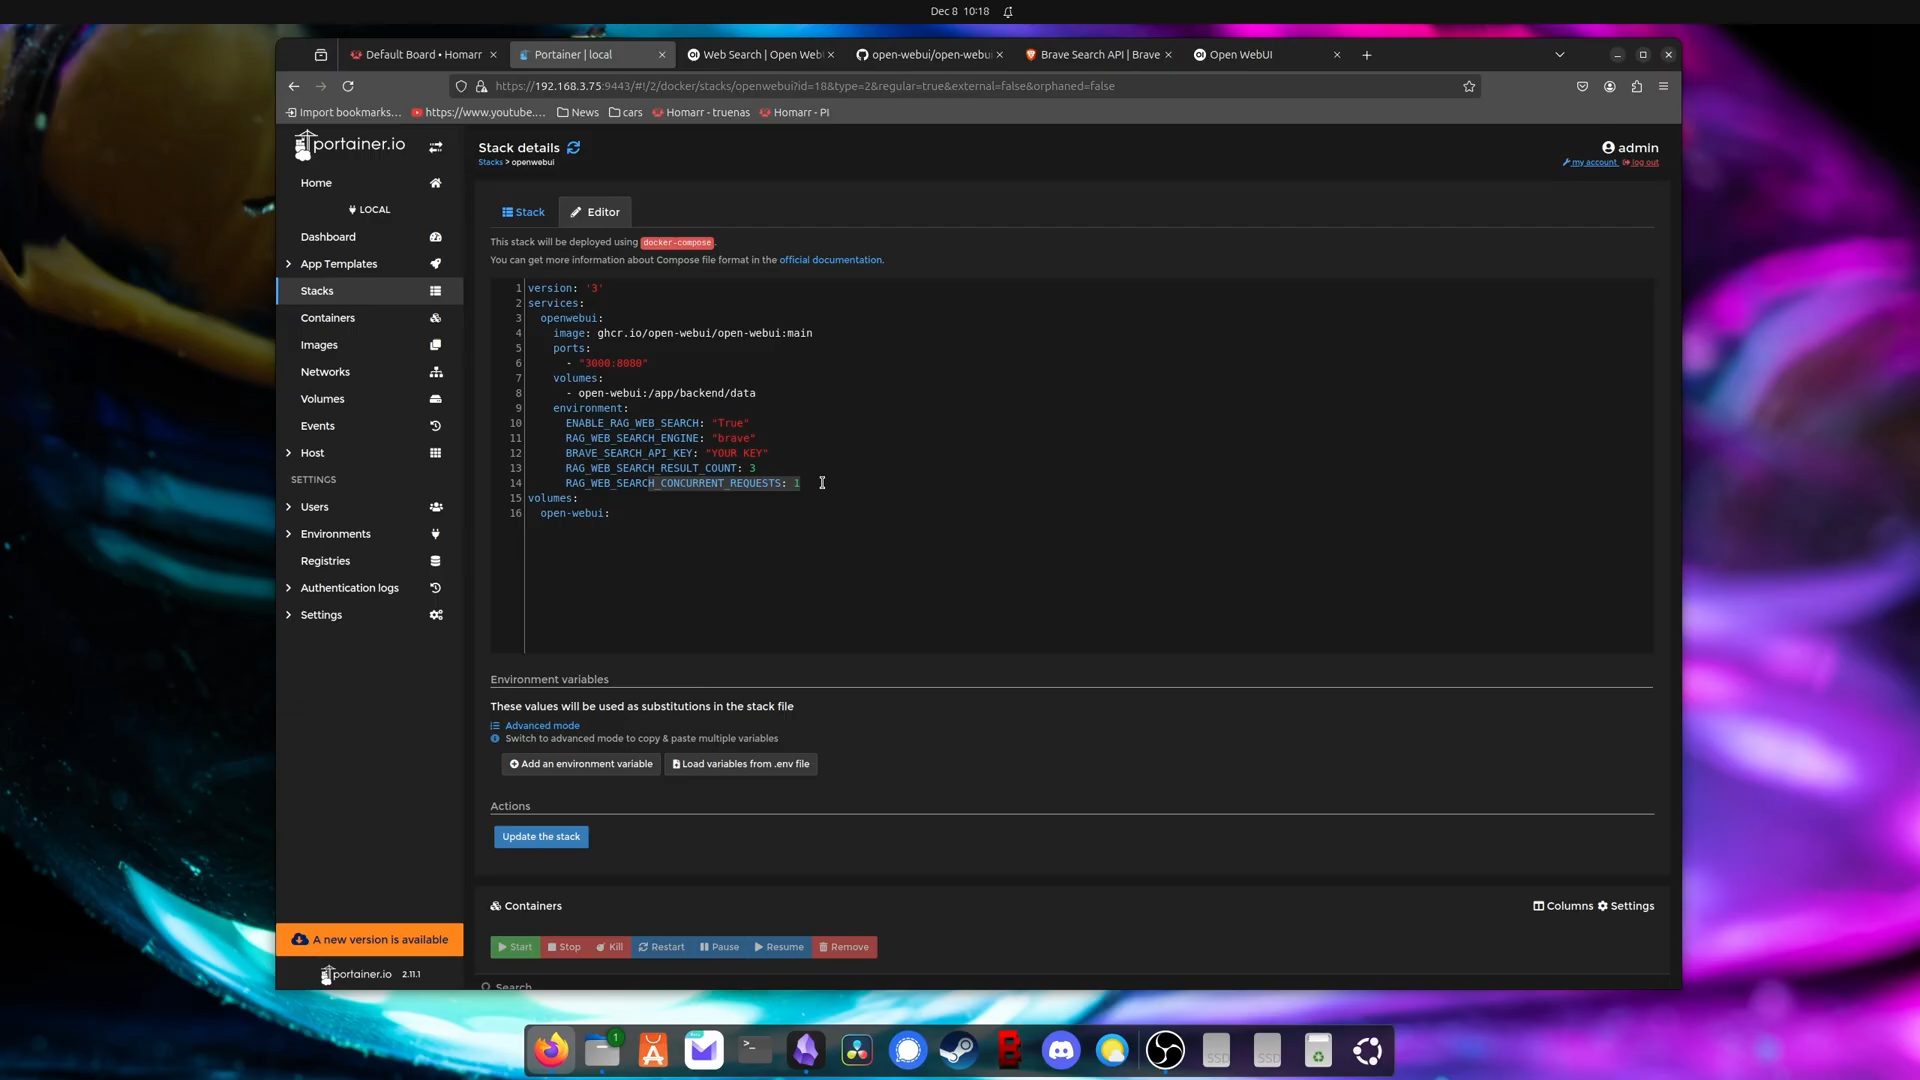 Dec 8 10:18
Default Board • Homarr
Portainer | local
Web Search | Open Web
open-webui/open-webu
Brave Search API | Brave
Open WebUI
https://192.168.3.75:9443/#!/2/docker/stacks/openwebui?id=18&type=2&regular=true&external=false&orphaned=false
Import bookmarks...
https://www.youtube....
News
cars
Homarr - truenas
Homarr - PI
portainer.io
Home
LOCAL
Dashboard
App Templates
Stacks
Containers
Images
Networks
Volumes
Events
Host
SETTINGS
Users
Environments
Registries
Authentication logs
Settings
A new version is available
portainer.io 2.11.1
Stack details
Stacks > openwebui
admin
my account log out
Stack
Editor
This stack will be deployed using docker-compose.
You can get more information about Compose file format in the official documentation.
1 version: '3'
2 services:
3 openwebui:
4 image: ghcr.io/open-webui/open-webui:main
5 ports:
6 - "3000:8080"
7 volumes:
8 - open-webui:/app/backend/data
9 environment:
10 ENABLE_RAG_WEB_SEARCH: "True"
11 RAG_WEB_SEARCH_ENGINE: "brave"
12 BRAVE_SEARCH_API_KEY: "YOUR KEY"
13 RAG_WEB_SEARCH_RESULT_COUNT: 3
14 RAG_WEB_SEARCH_CONCURRENT_REQUESTS: 1
15 volumes:
16 open-webui:
Environment variables
These values will be used as substitutions in the stack file
Advanced mode
Switch to advanced mode to copy & paste multiple variables
Add an environment variable
Load variables from .env file
Actions
Update the stack
Containers
Columns
Settings
Start
Stop
Kill
Restart
Pause
Resume
Remove
Search
1
SSD
SSD